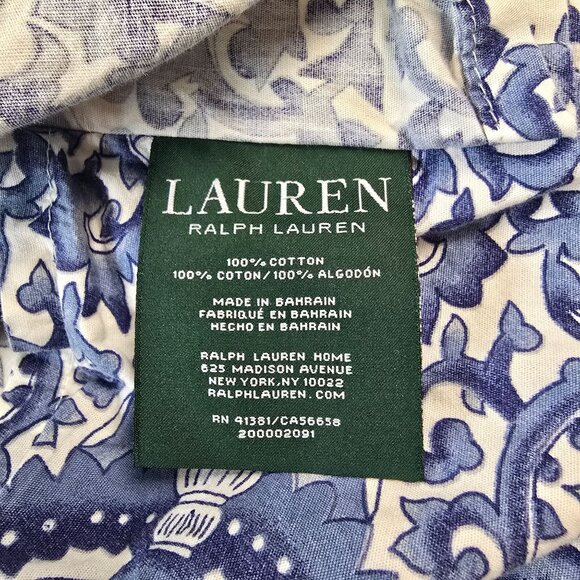 LAUREN
RALPH LAUREN
100% COTTON
100% COTON/100% ALGODÓN
MADE IN BAHRAIN
FABRIQUÉ EN BAHRAIN
HECHO EN BAHRAIN
RALPH LAUREN HOME
625 MADISON AVENUE
NEW YORK,NY 10022
RALPHLAUREN.COM
RN 41381/CA56658
200002091